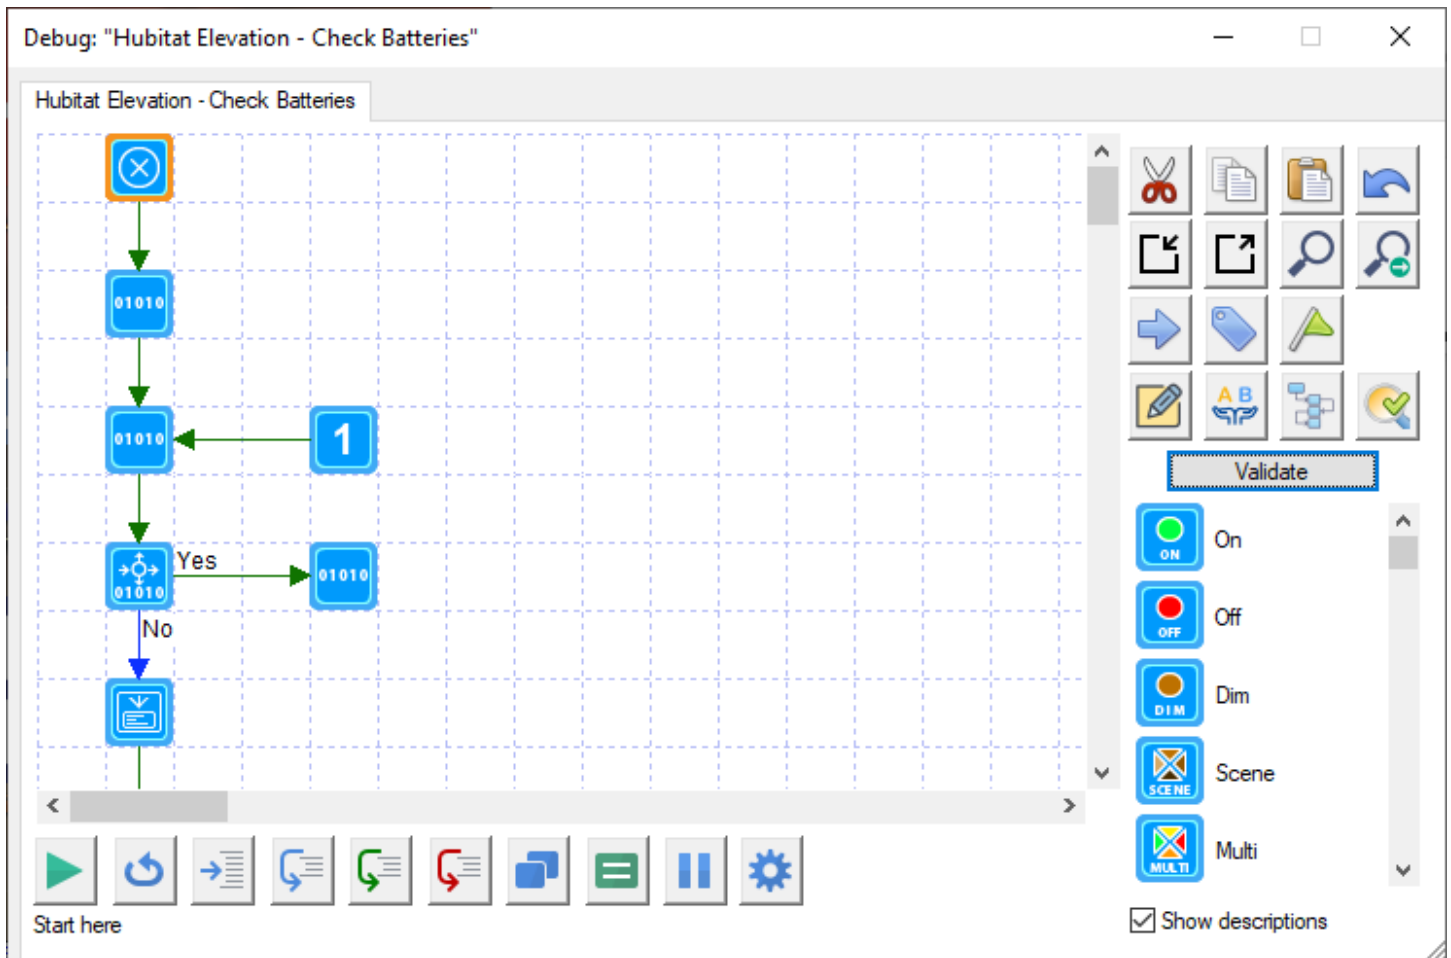 Debug: "Hubitat Elevation - Check Batteries"
Hubitat Elevation - Check Batteries
01010
01010
1
Yes
01010
01010
No
A B
Validate
ON
On
OFF
Off
DIM
Dim
SCENE
Scene
MULTI
Multi
Start here
Show descriptions